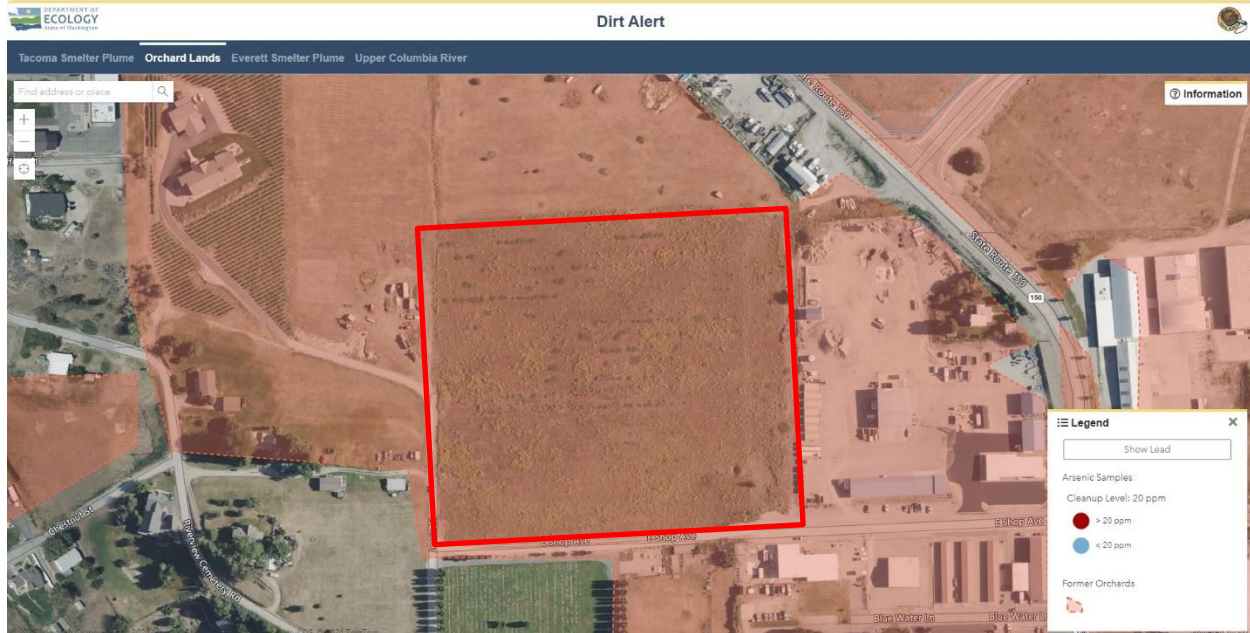 DEPARTMENT OF
ECOLOGY
State of Washington
Dirt Alert
Tacoma Smelter Plume Orchard Lands Everett Smelter Plume Upper Columbia River
Find address or place
Information
State Route 150
State Route 150
150
Legend
Show Lead
Arsenic Samples
Cleanup Level: 20 ppm
> 20 ppm
< 20 ppm
Former Orchards
Chestnut St
Riverview Cemetery Rd
E Shop Ave
E Shop Ave
E Shop Ave
Blue Water Ln
Blue Water Ln